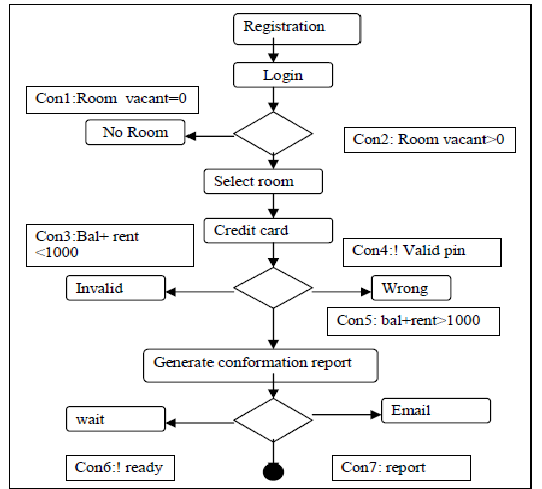 Registration
Login
Con1:Room vacant=0
No Room
Con2: Room vacant>0
Select room
Con3:Bal+ rent
<1000
Credit card
Con4:! Valid pin
Invalid
Wrong
Con5: bal+rent>1000
Generate conformation report
wait
Email
Con6:! ready
Con7: report